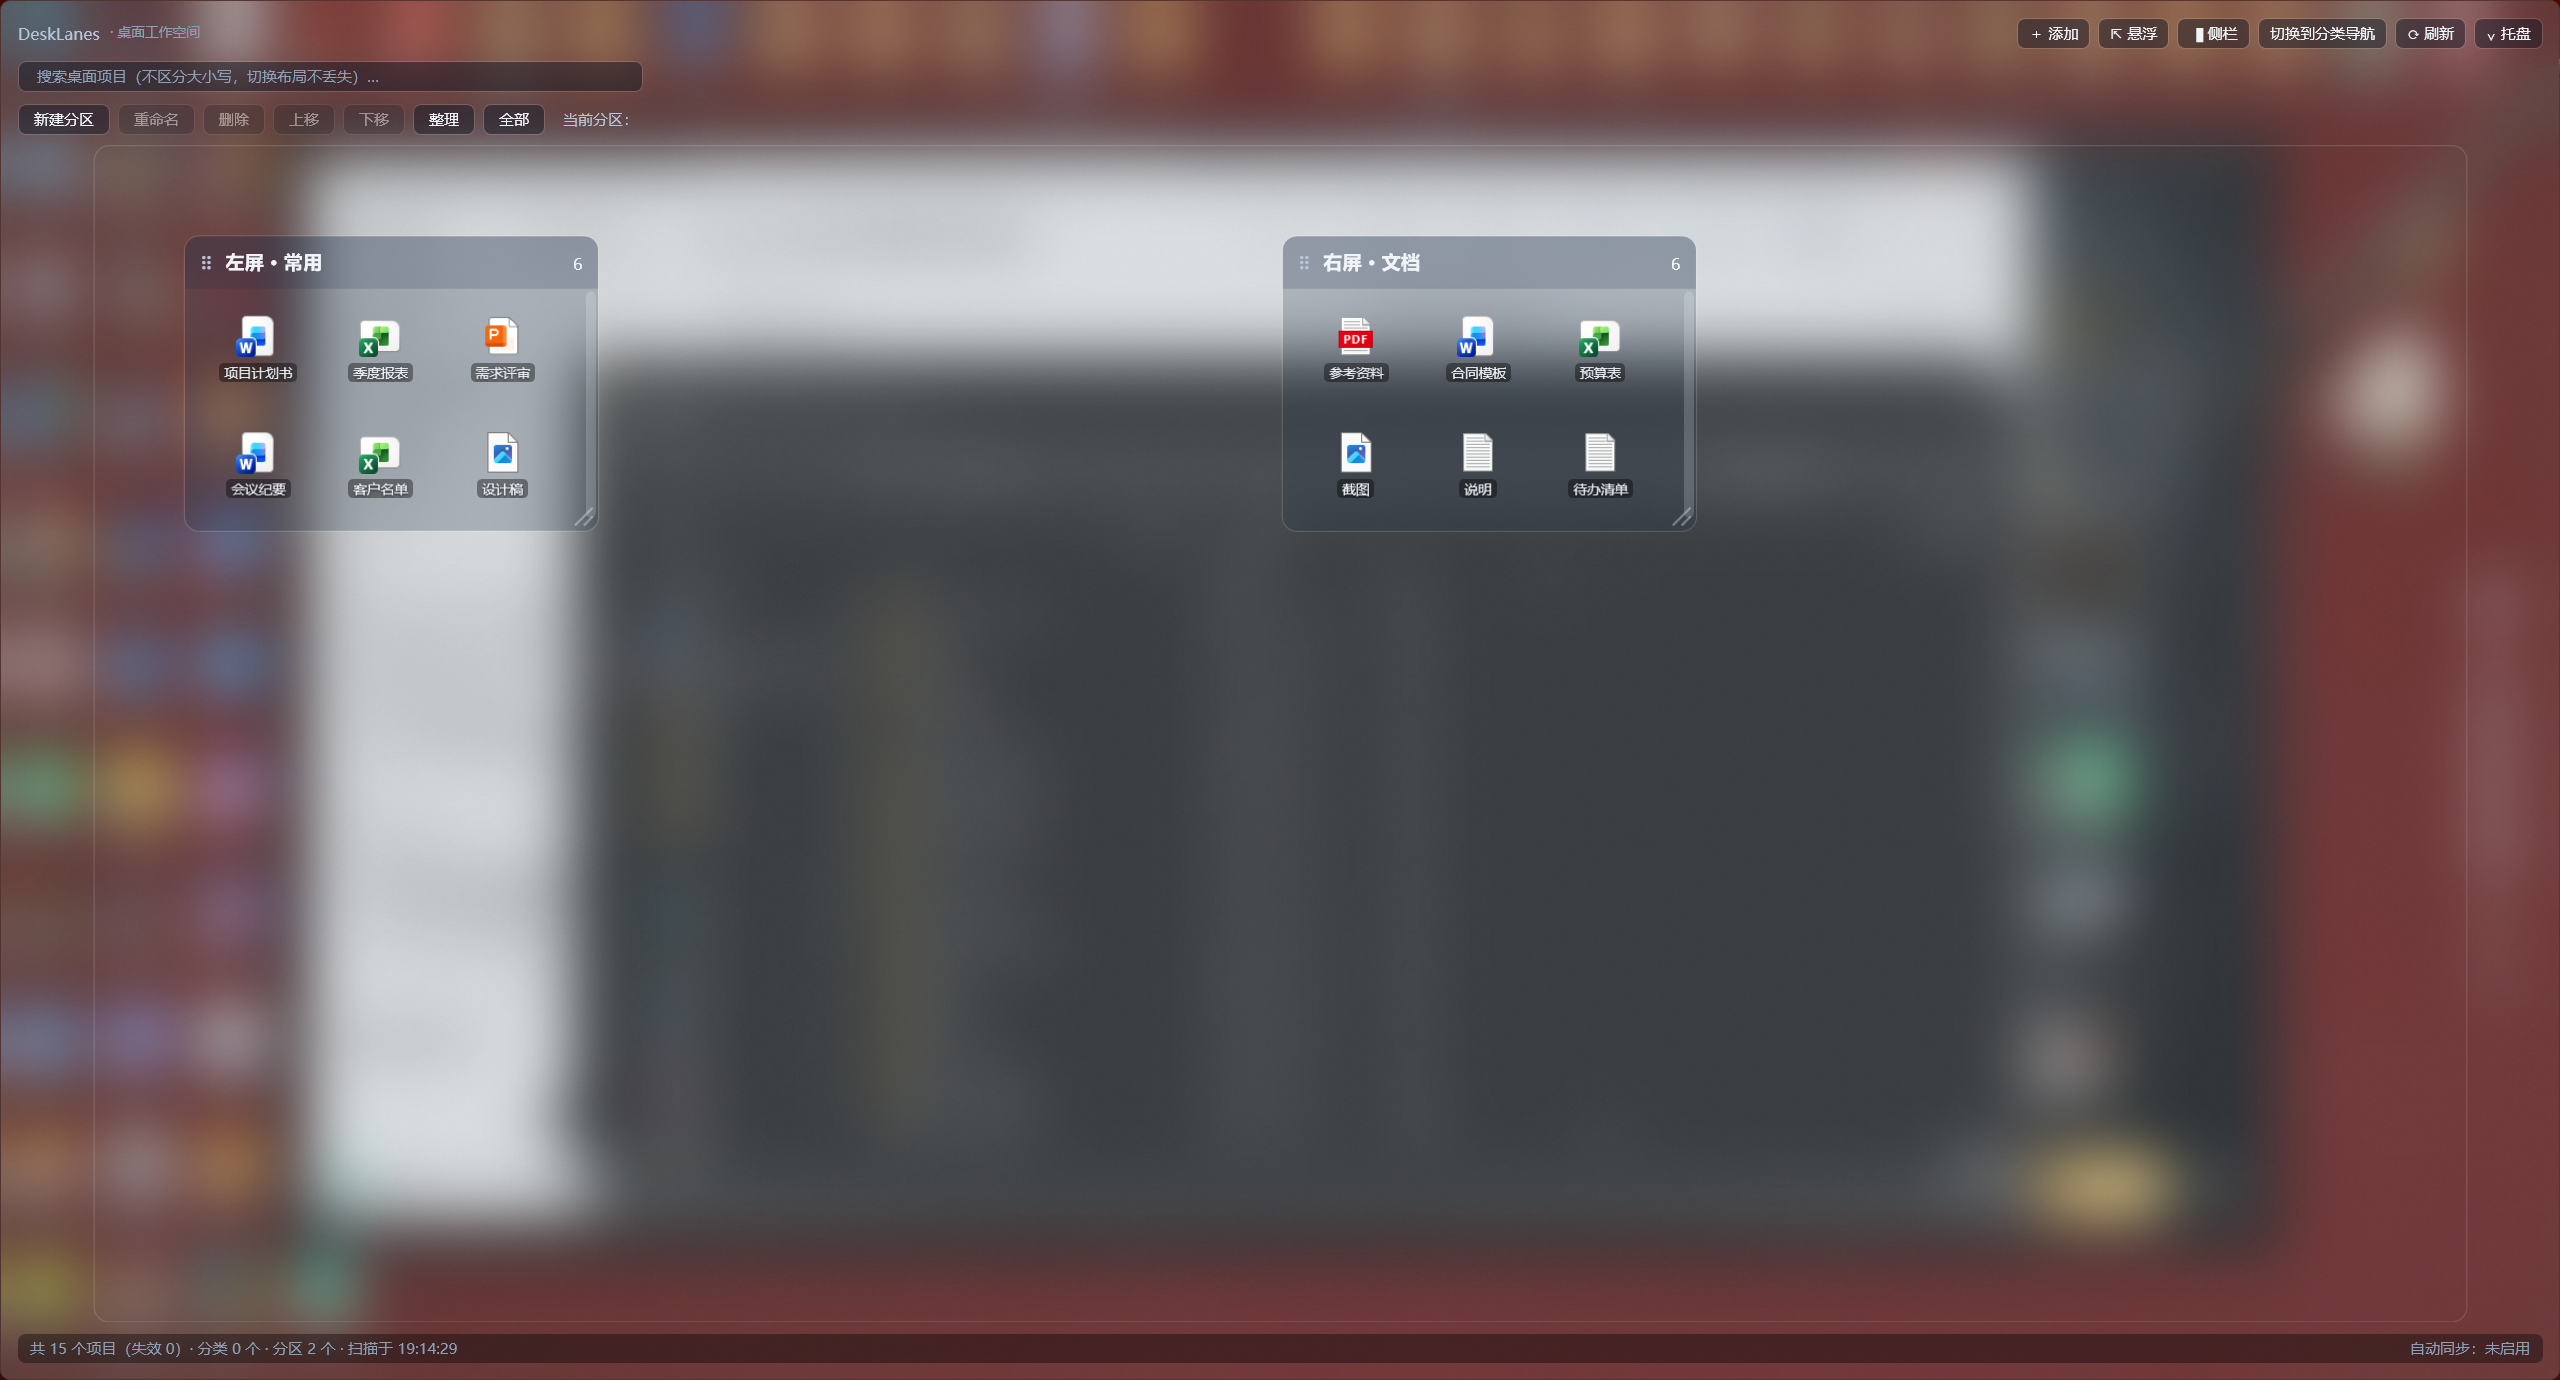 DeskLanes · 桌面工作空间
+ 添加 悬浮 侧栏 切换到分类导航 刷新 托盘
搜索桌面项目（不区分大小写，切换布局不丢失）...
新建分区 重命名 删除 上移 下移 整理 全部 当前分区：
左屏 • 常用 6
项目计划书 季度报表 需求评审
会议纪要 客户名单 设计稿
右屏 • 文档 6
PDF
参考资料 合同模板 预算表
截图 说明 待办清单
共 15 个项目（失效 0）· 分类 0 个 · 分区 2 个 · 扫描于 19:14:29
自动同步：未启用